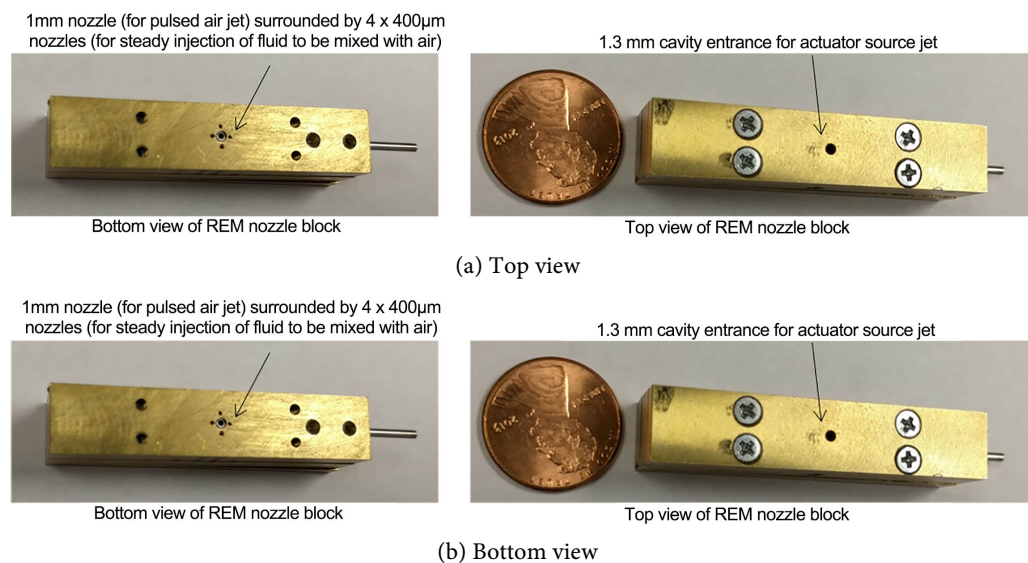 1mm nozzle (for pulsed air jet) surrounded by 4 x 400µm
nozzles (for steady injection of fluid to be mixed with air)
1.3 mm cavity entrance for actuator source jet
Bottom view of REM nozzle block
Top view of REM nozzle block
(a) Top view
1mm nozzle (for pulsed air jet) surrounded by 4 x 400µm
nozzles (for steady injection of fluid to be mixed with air)
1.3 mm cavity entrance for actuator source jet
Bottom view of REM nozzle block
Top view of REM nozzle block
(b) Bottom view